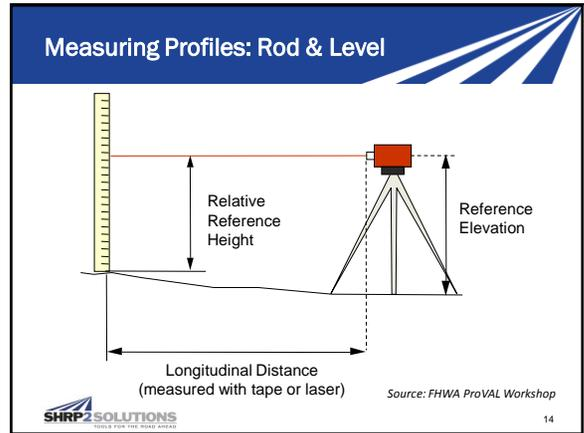 Measuring Profiles: Rod & Level
Relative
Reference
Height
Reference
Elevation
Longitudinal Distance
(measured with tape or laser)
Source: FHWA ProVAL Workshop
SHRP2 SOLUTIONS
TOOLS FOR THE ROAD AHEAD
14